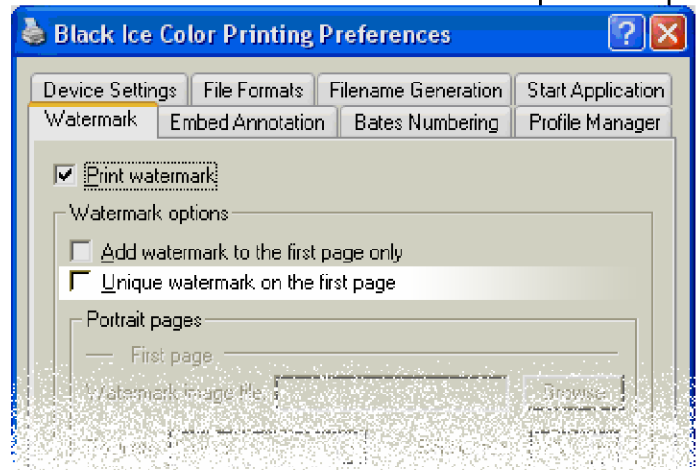 Black Ice Color Printing Preferences
Device Settings File Formats Filename Generation Start Application
Watermark Embed Annotation Bates Numbering Profile Manager
Print watermark
Watermark options
Add watermark to the first page only
Unique watermark on the first page
Portrait pages
First page
Watermark image file Browse